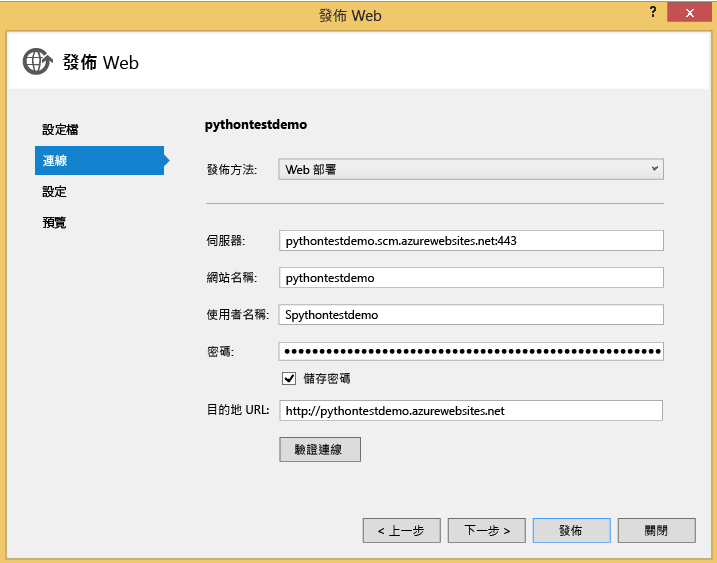 發佈 Web
?
x
發佈 Web
設定檔
連線
設定
預覽
pythontestdemo
發佈方法: Web 部署
伺服器: pythontestdemo.scm.azurewebsites.net:443
網站名稱: pythontestdemo
使用者名稱: Spythontestdemo
密碼:
儲存密碼
目的地 URL: http://pythontestdemo.azurewebsites.net
驗證連線
< 上一步 下一步 > 發佈 關閉